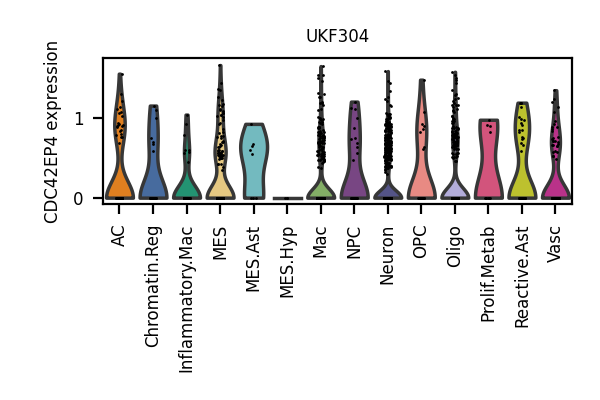 UKF304
CDC42EP4 expression
1
0
AC
Chromatin.Reg
Inflammatory.Mac
MES
MES.Ast
MES.Hyp
Mac
NPC
Neuron
OPC
Oligo
Prolif.Metab
Reactive.Ast
Vasc